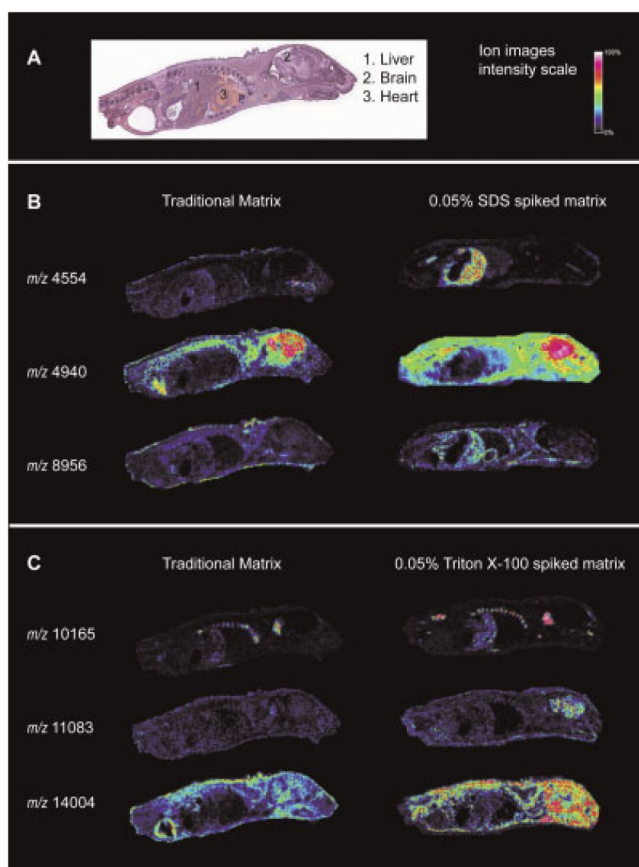 A
1. Liver
2. Brain
3. Heart
1
2
3
Ion images
intensity scale
100%
0%
B
Traditional Matrix
0.05% SDS spiked matrix
m/z 4554
m/z 4940
m/z 8956
C
Traditional Matrix
0.05% Triton X-100 spiked matrix
m/z 10165
m/z 11083
m/z 14004